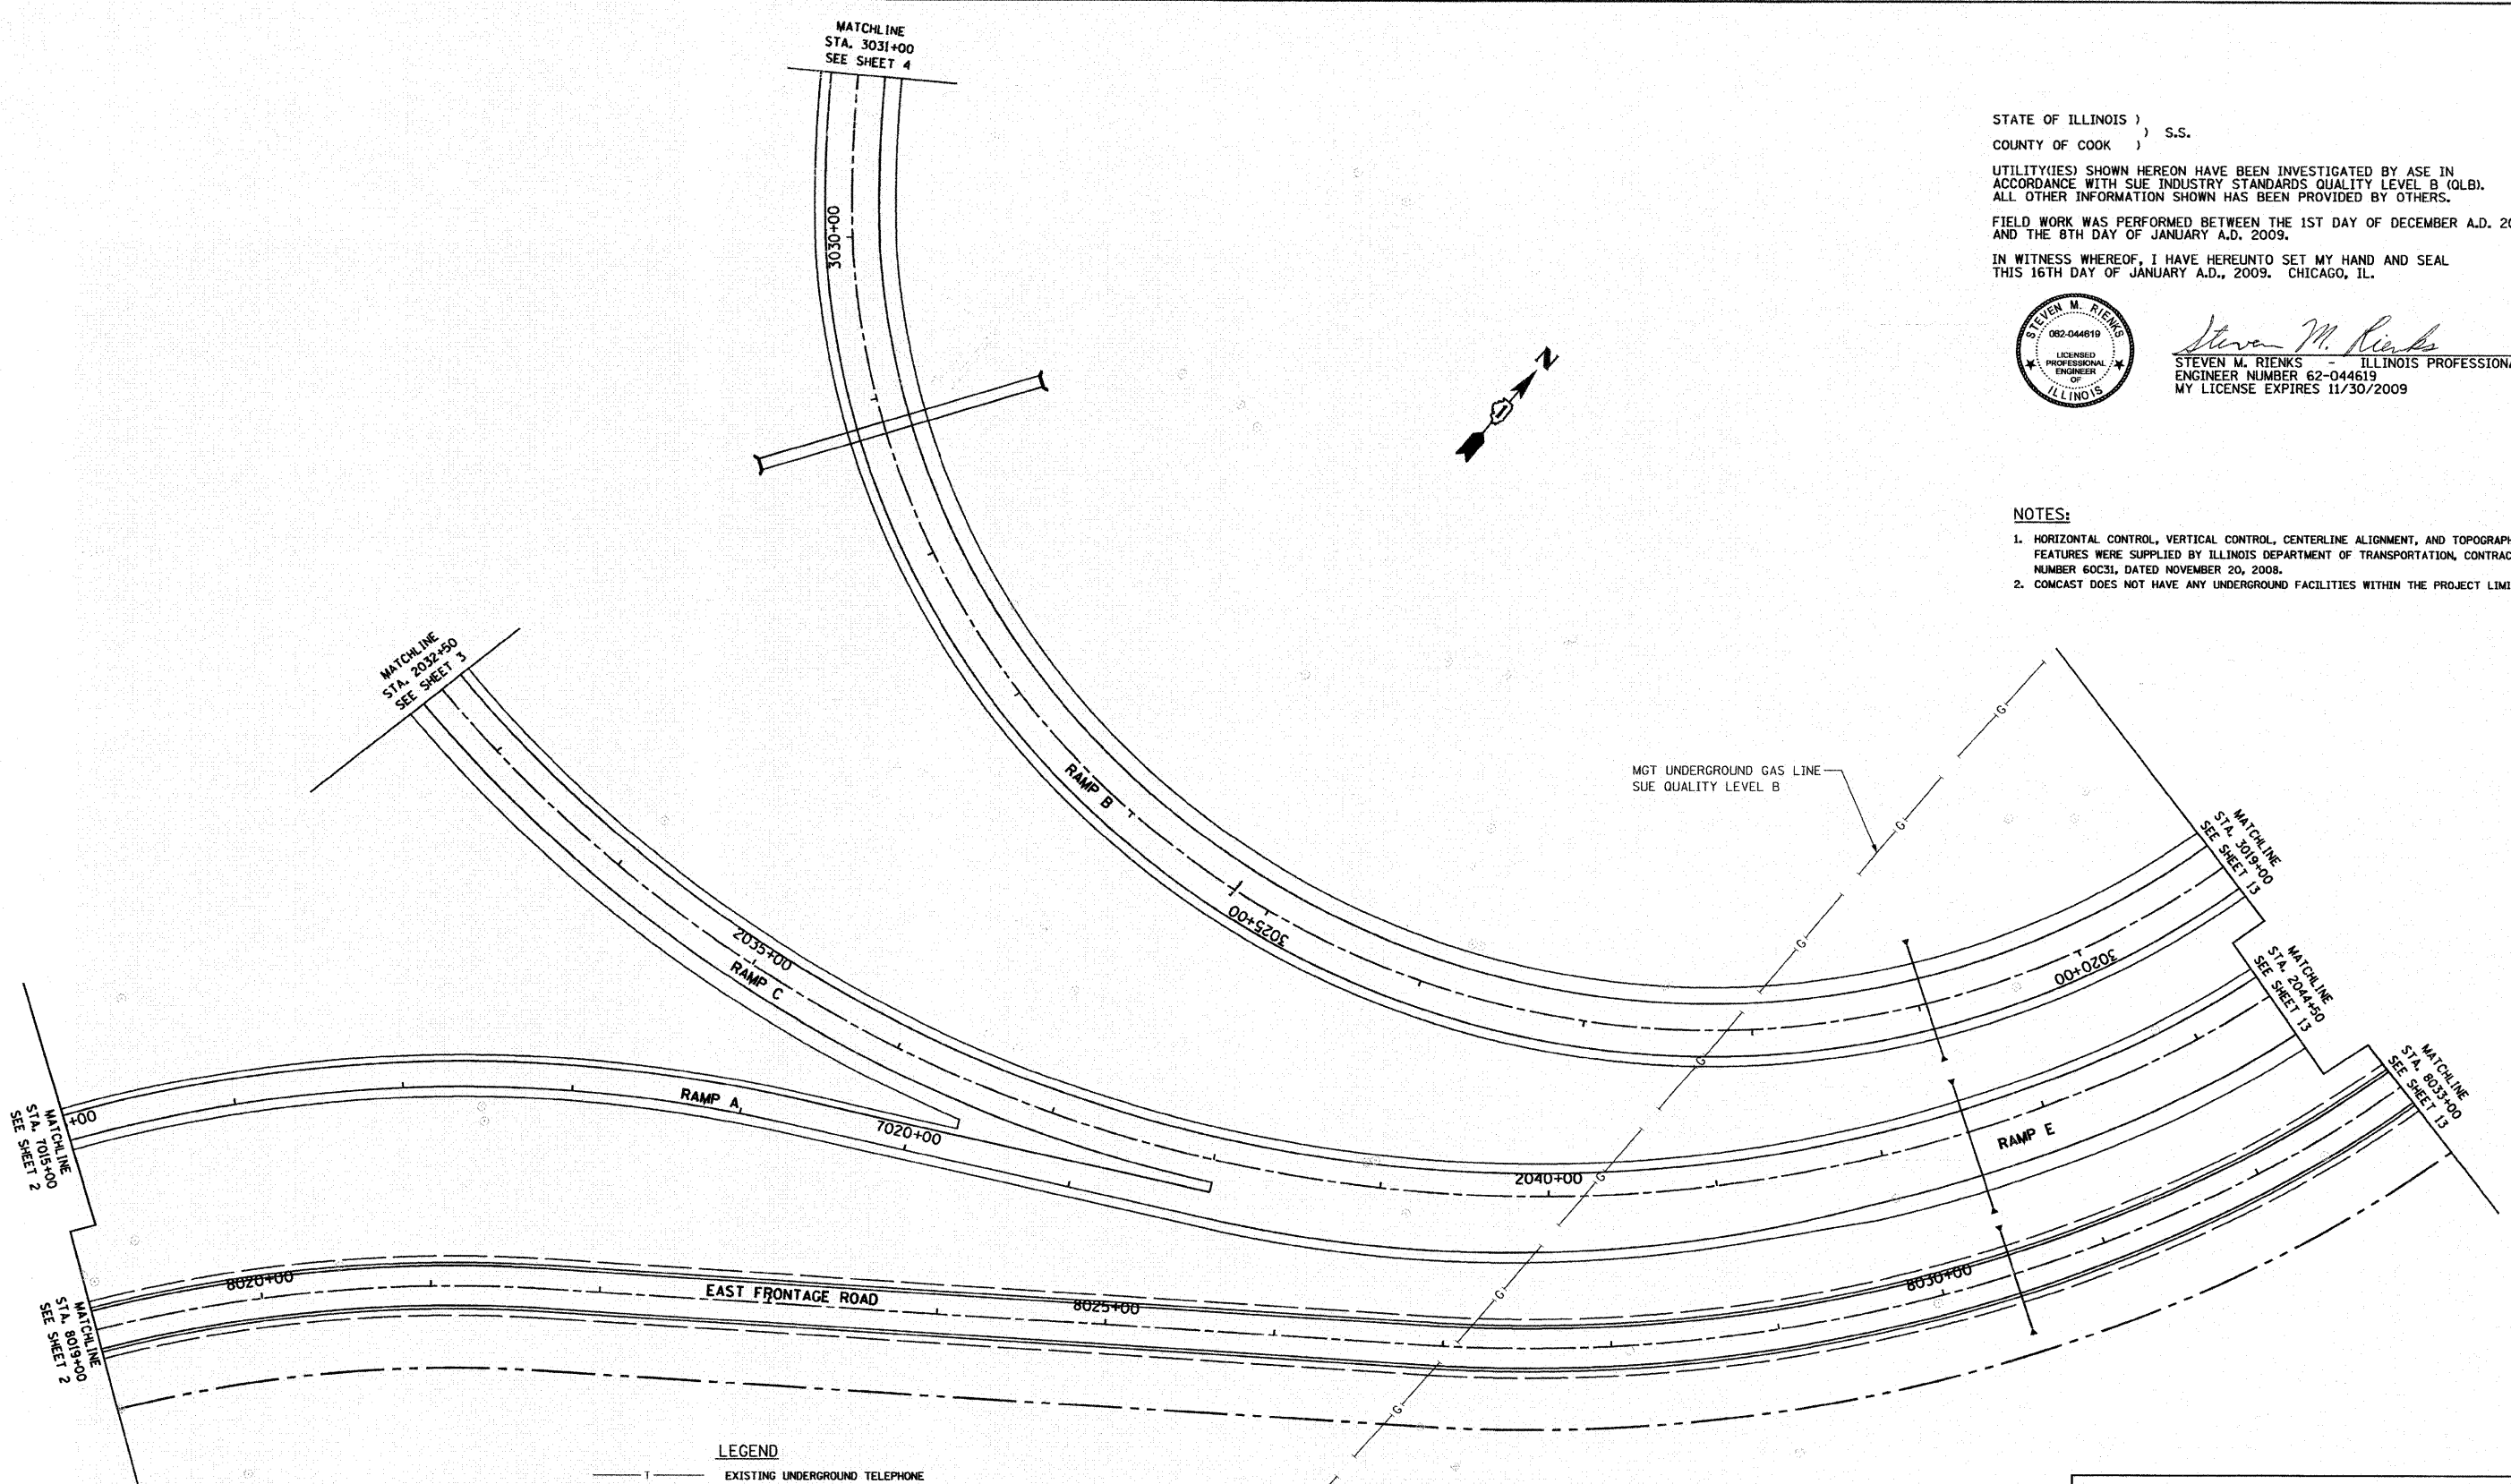 MATCHLINE
STA. 3031+00
SEE SHEET 4
STATE OF ILLINOIS )
) S.S.
COUNTY OF COOK )
UTILITY(IES) SHOWN HEREON HAVE BEEN INVESTIGATED BY ASE IN
ACCORDANCE WITH SUE INDUSTRY STANDARDS QUALITY LEVEL B (QLB).
ALL OTHER INFORMATION SHOWN HAS BEEN PROVIDED BY OTHERS.
FIELD WORK WAS PERFORMED BETWEEN THE 1ST DAY OF DECEMBER A.D. 20
AND THE 8TH DAY OF JANUARY A.D. 2009.
IN WITNESS WHEREOF, I HAVE HEREUNTO SET MY HAND AND SEAL
THIS 16TH DAY OF JANUARY A.D., 2009. CHICAGO, IL.
STEVEN M. RIENKS
062-044619
LICENSED
PROFESSIONAL
ENGINEER
OF
ILLINOIS
Steven M. Rienks
STEVEN M. RIENKS - ILLINOIS PROFESSIONA
ENGINEER NUMBER 62-044619
MY LICENSE EXPIRES 11/30/2009
3030+00
N
NOTES:
1. HORIZONTAL CONTROL, VERTICAL CONTROL, CENTERLINE ALIGNMENT, AND TOPOGRAPH
FEATURES WERE SUPPLIED BY ILLINOIS DEPARTMENT OF TRANSPORTATION, CONTRAC
NUMBER 60C31, DATED NOVEMBER 20, 2008.
2. COMCAST DOES NOT HAVE ANY UNDERGROUND FACILITIES WITHIN THE PROJECT LIMI
MATCHLINE
STA. 2032+50
SEE SHEET 3
RAMP B
MGT UNDERGROUND GAS LINE
SUE QUALITY LEVEL B
G
G
G
G
G
G
G
MATCHLINE
STA. 3019+00
SEE SHEET 13
3025+00
3020+00
2035+00
RAMP C
MATCHLINE
STA. 2044+50
SEE SHEET 13
MATCHLINE
STA. 8033+00
SEE SHEET 13
RAMP A
7020+00
2040+00
RAMP E
+00
MATCHLINE
STA. 7015+00
SEE SHEET 2
8020+00
EAST FRONTAGE ROAD
8025+00
8030+00
MATCHLINE
STA. 8019+00
SEE SHEET 2
LEGEND
T EXISTING UNDERGROUND TELEPHONE